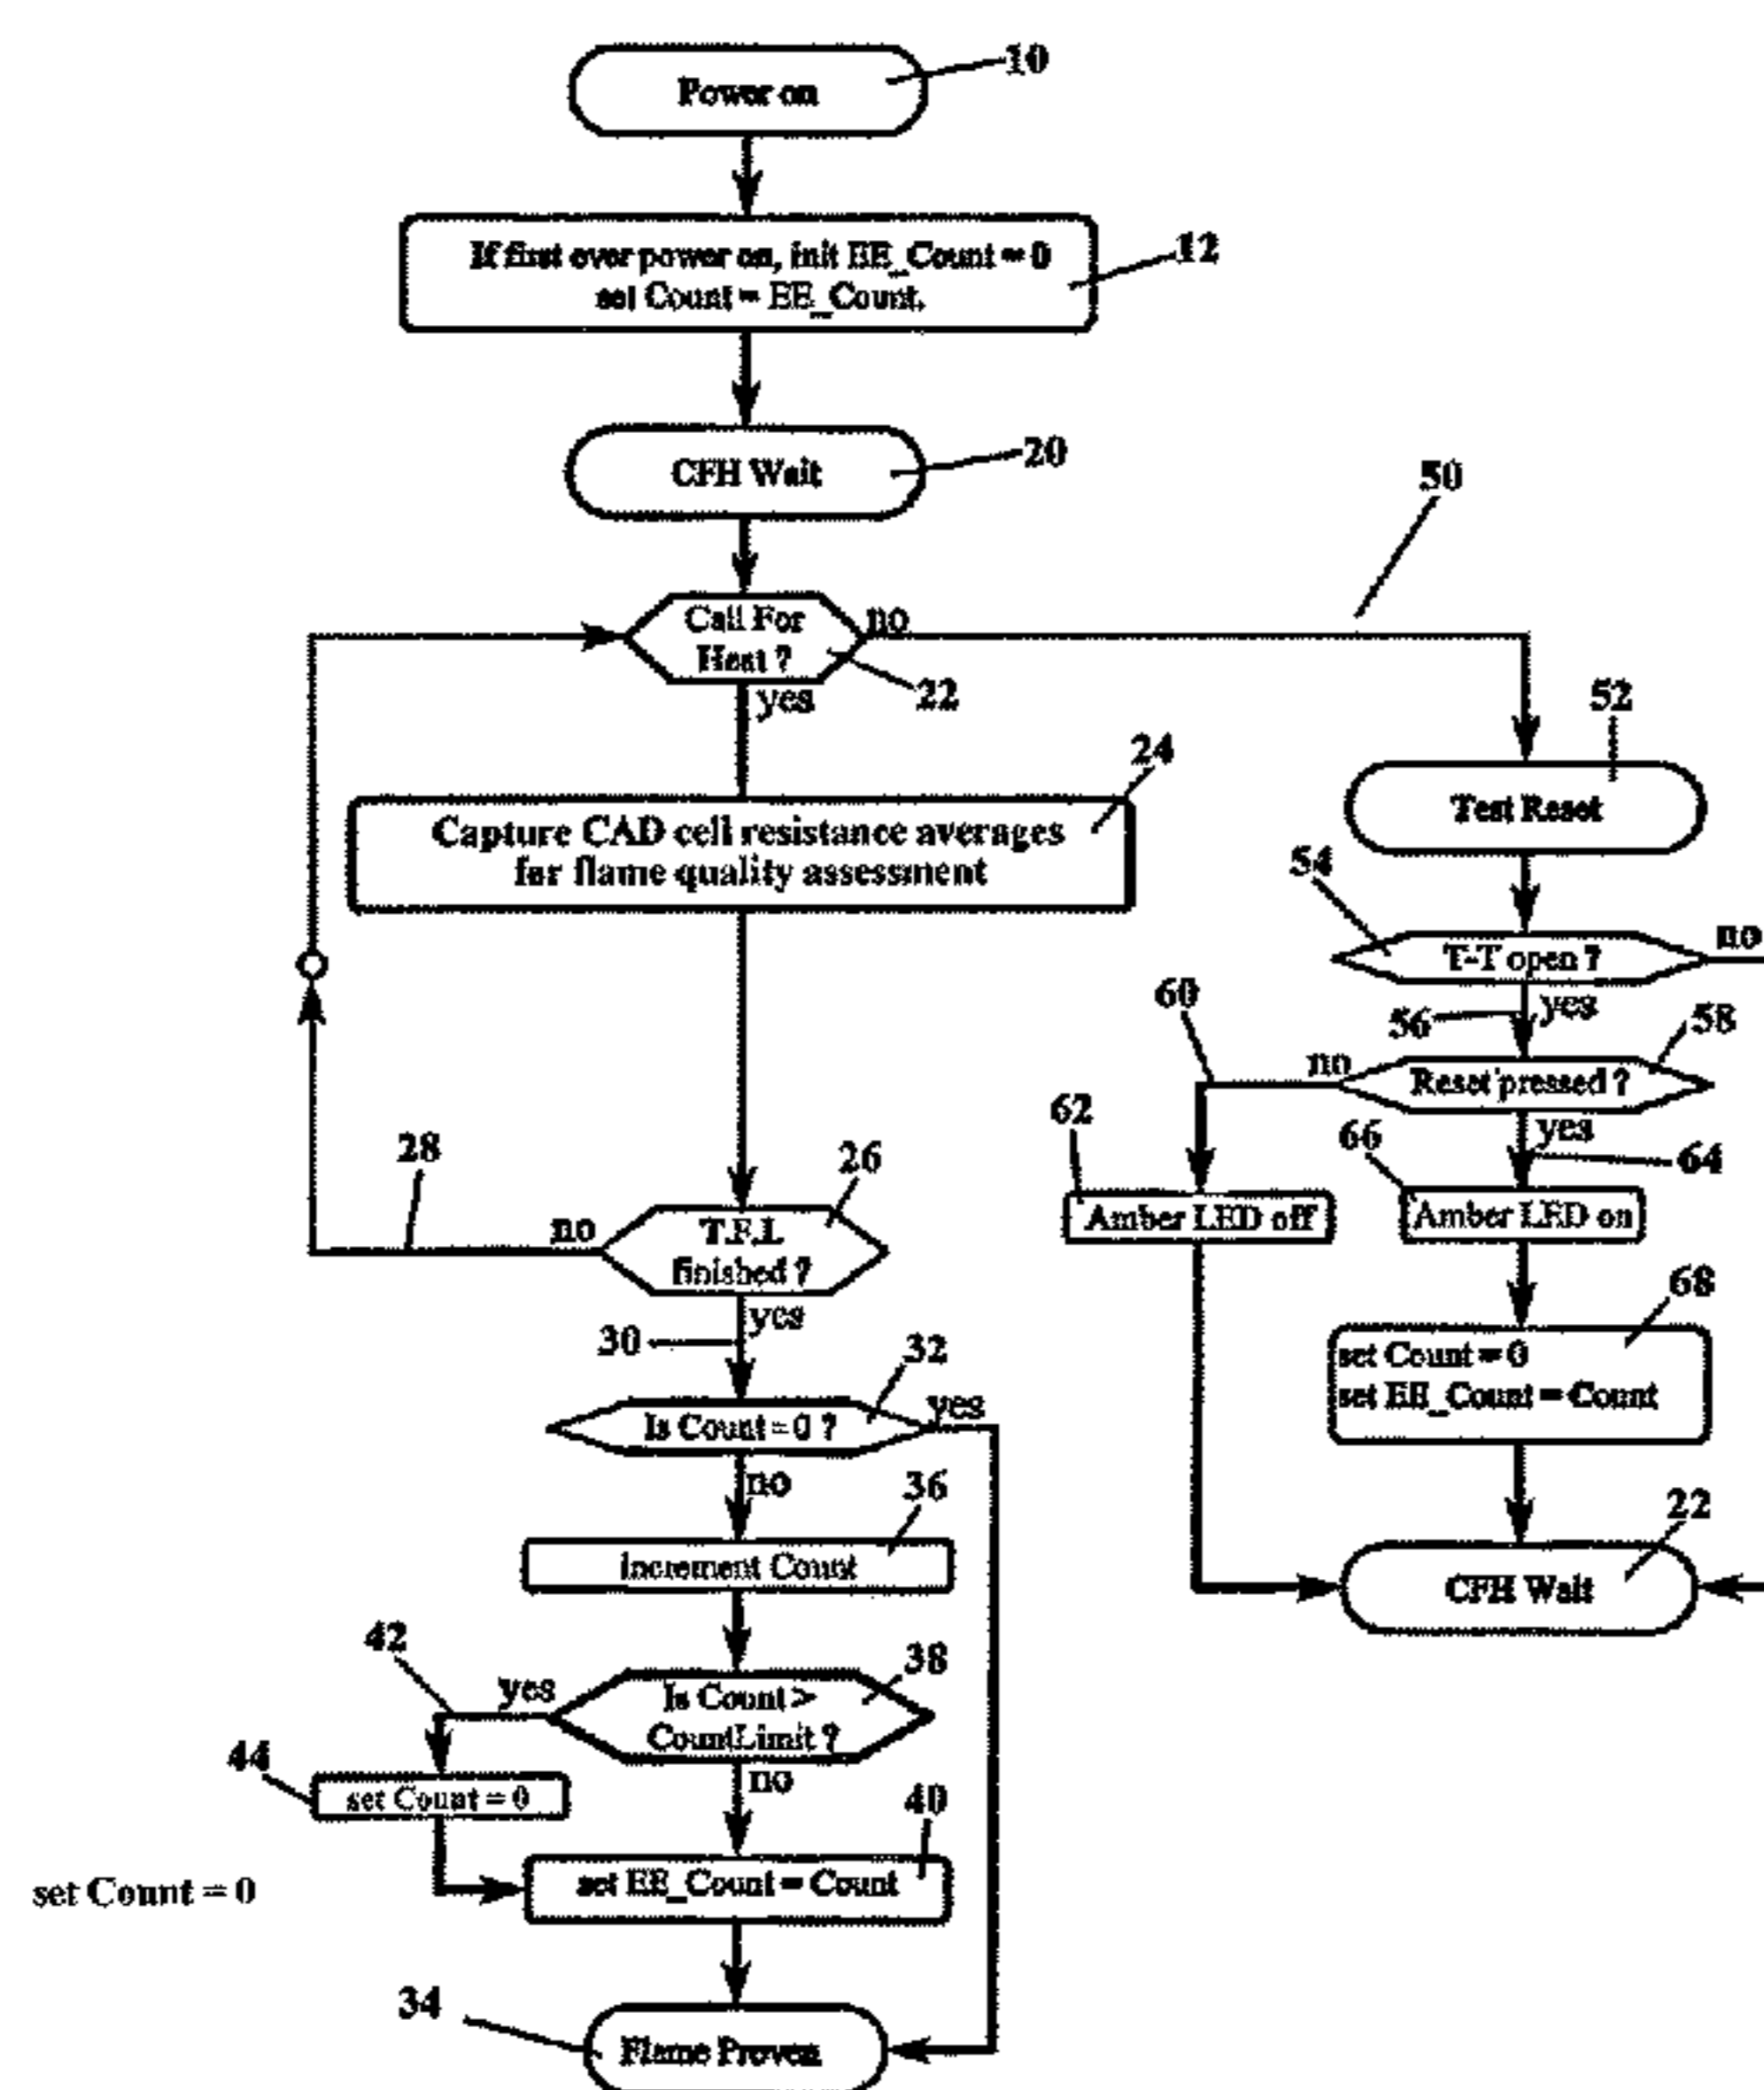 10
Power on
If first ever power on, init EE_Count = 0
set Count = EE_Count.
12
CFH Wait
20
50
Call For
Heat ?
no
22
yes
52
24
Capture CAD cell resistance averages
for flame quality assessment
Test Reset
54
T-T open ?
no
56
yes
60
58
no
Reset pressed ?
62
66
yes
64
28
26
Amber LED off
Amber LED on
no
finished ?
68
yes
30
32
set Count = 0
set EE_Count = Count
Is Count = 0 ?
yes
no
36
22
increment Count
CFH Wait
42
38
yes
Is Count >
CountLimit ?
44
no
set Count = 0
40
set EE_Count = Count
set Count = 0
34
Flame Proven